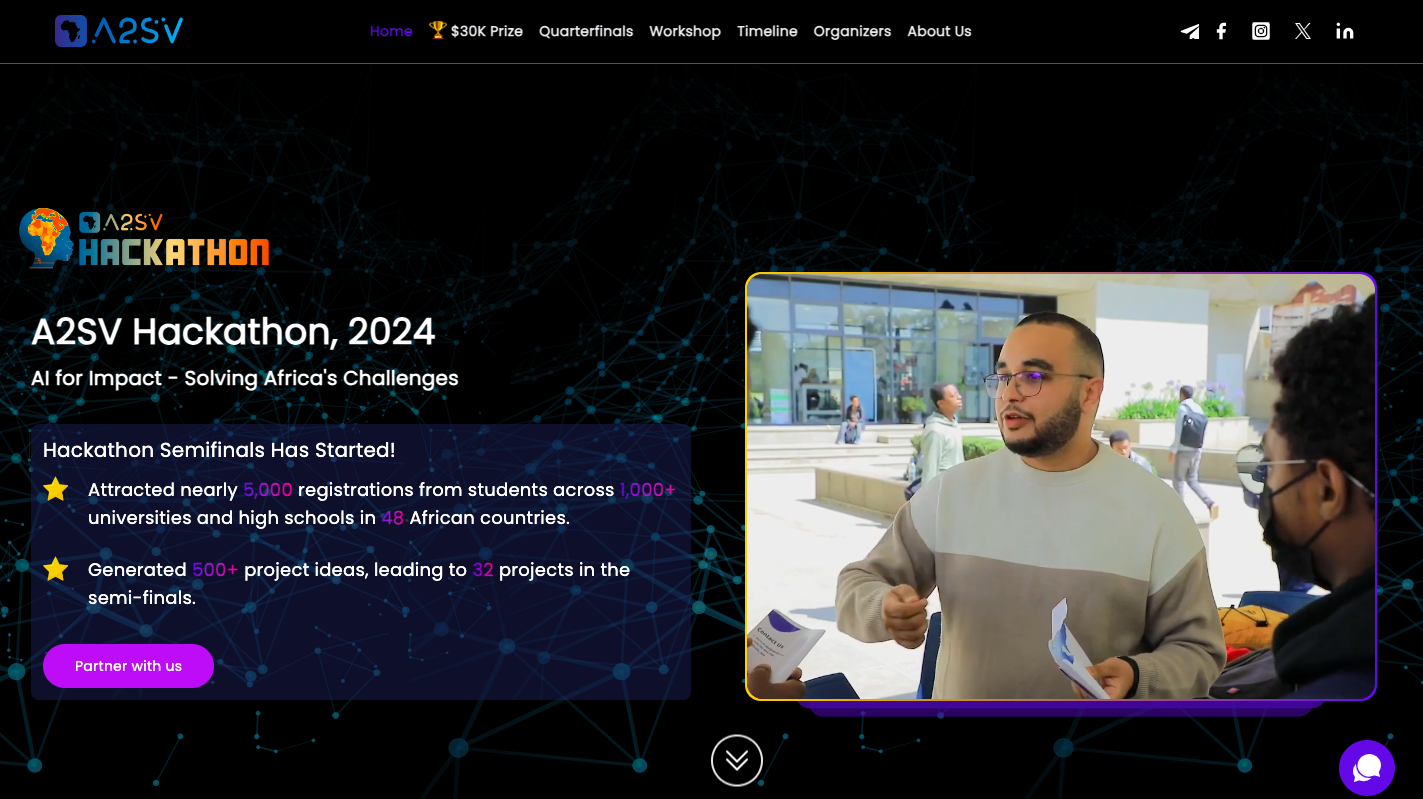 A2SV
Home 🏆 $30K Prize Quarterfinals Workshop Timeline Organizers About Us
A2SV
HACKATHON
A2SV Hackathon, 2024
AI for Impact - Solving Africa's Challenges
Hackathon Semifinals Has Started!
Attracted nearly 5,000 registrations from students across 1,000+
universities and high schools in 48 African countries.
Generated 500+ project ideas, leading to 32 projects in the
semi-finals.
Partner with us
Contact Us